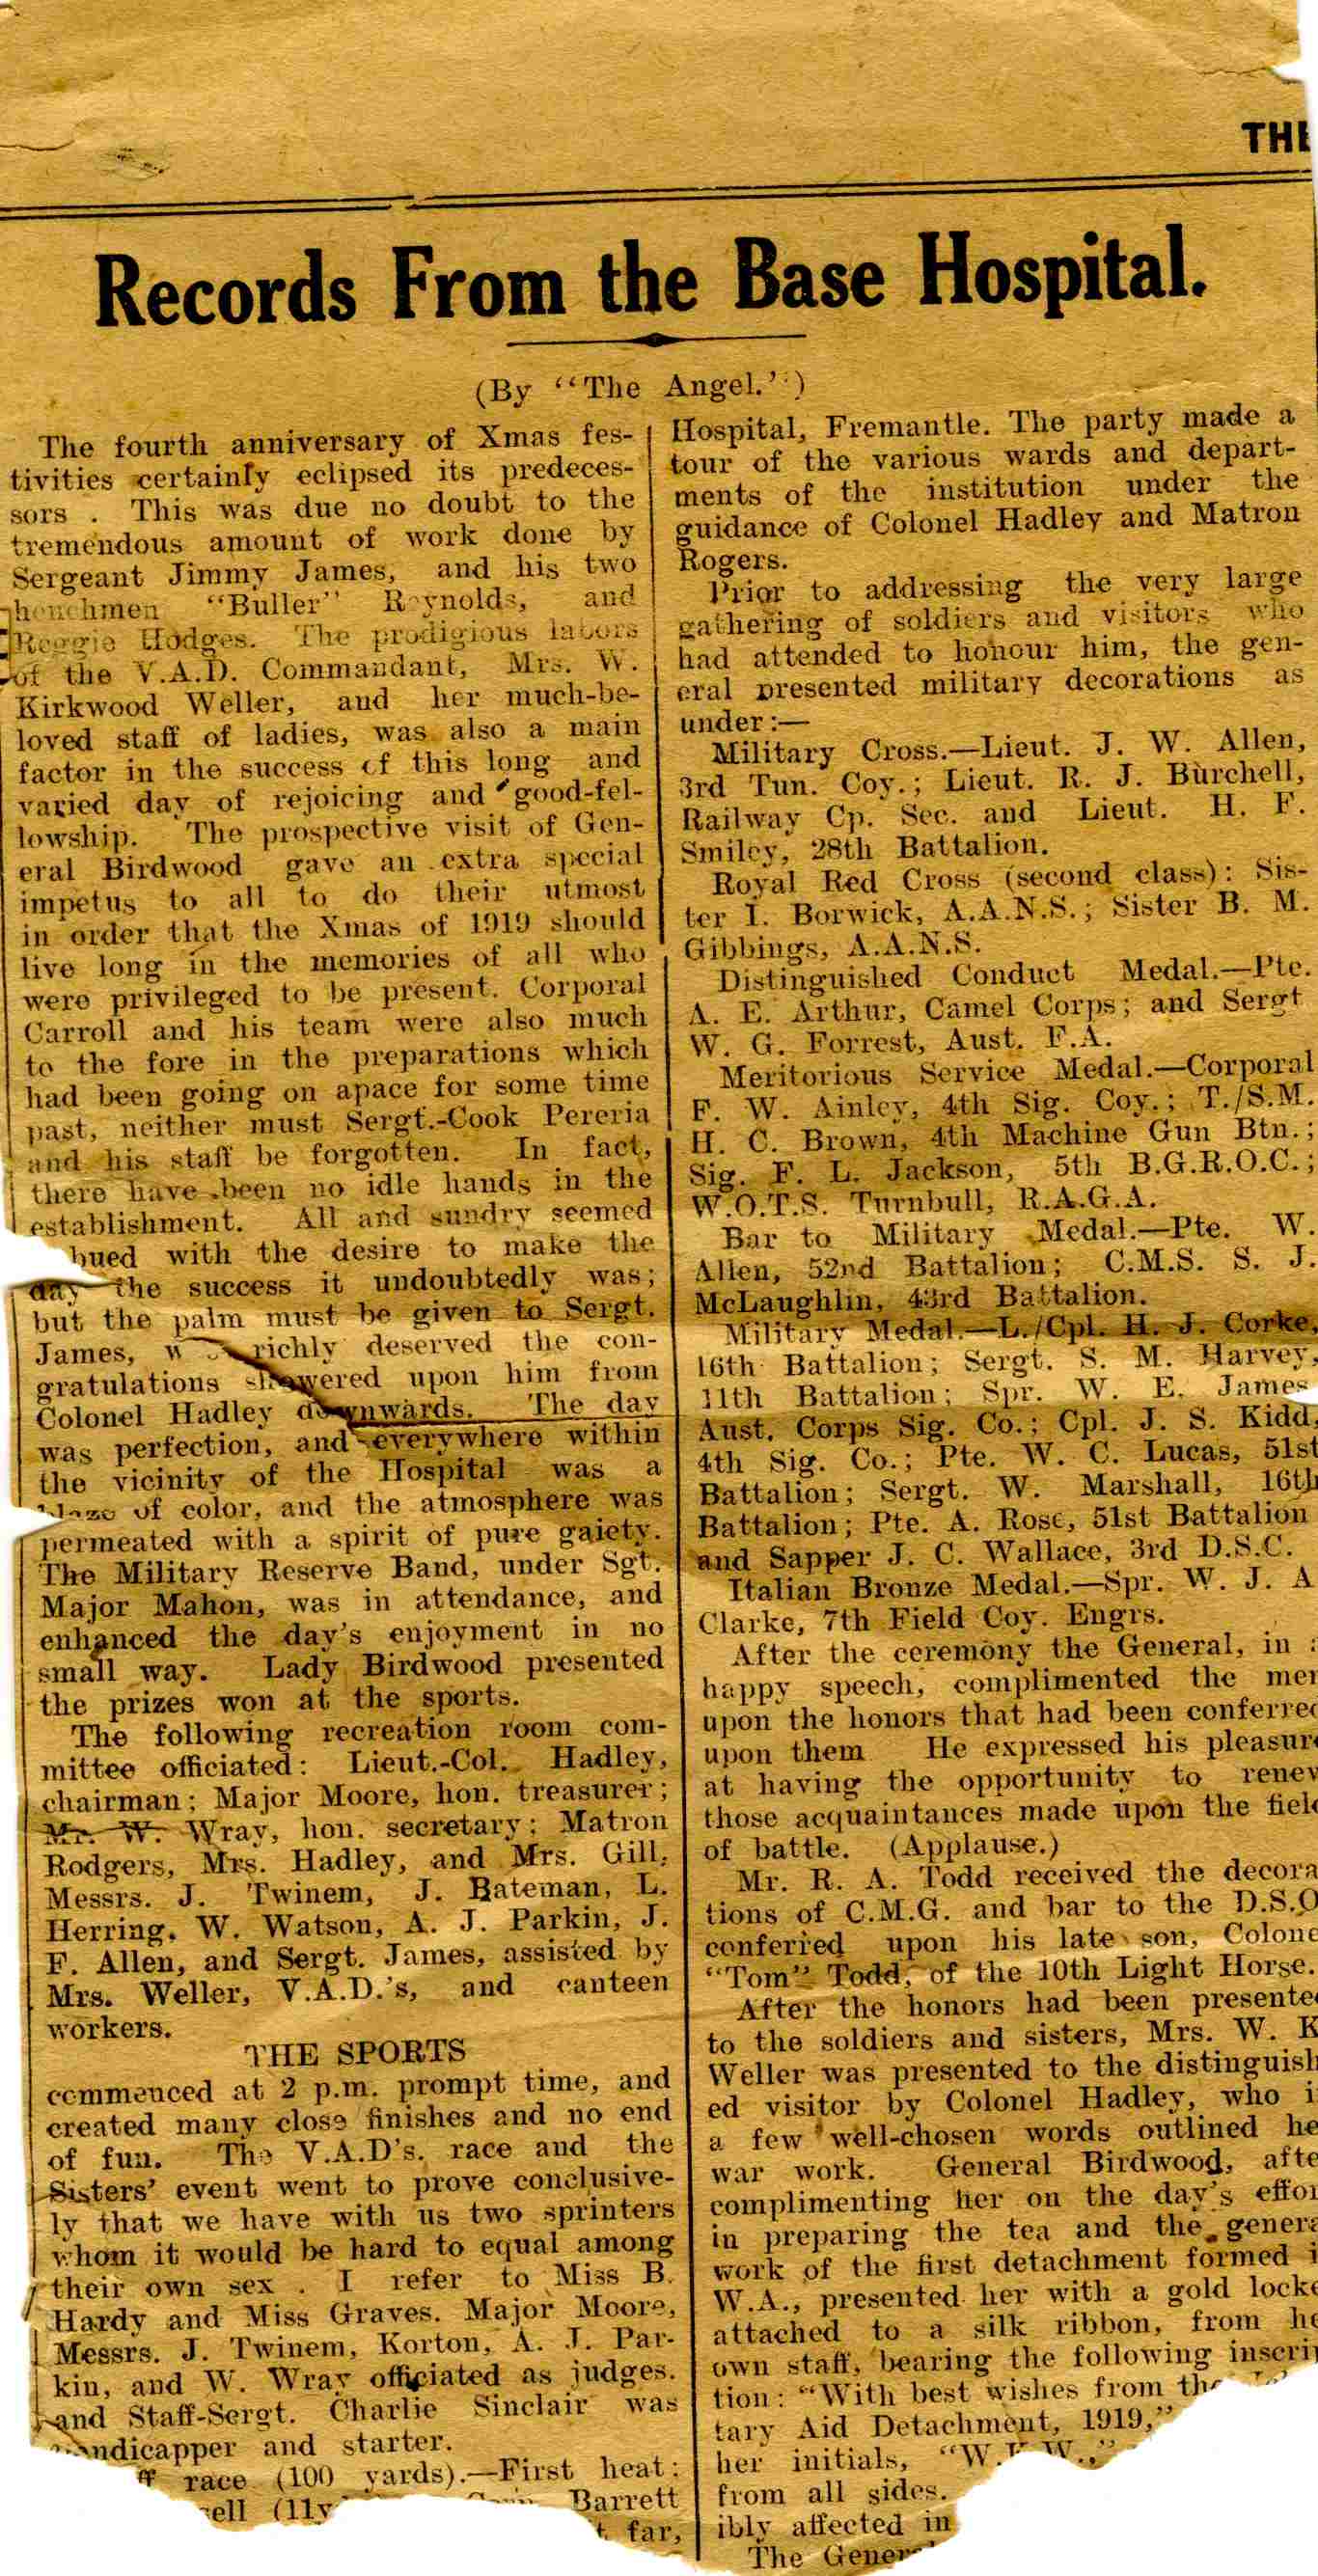 THE
Records From the Base Hospital.
(By "The Angel.")
The fourth anniversary of Xmas fes-
tivities certainly eclipsed its predeces-
sors . This was due no doubt to the
tremendous amount of work done by
Sergeant Jimmy James, and his two
henchmen "Buller" Reynolds, and
Reggie Hodges. The prodigious labors
of the V.A.D. Commandant, Mrs. W.
Kirkwood Weller, and her much-be-
loved staff of ladies, was also a main
factor in the success of this long and
varied day of rejoicing and good-fel-
lowship. The prospective visit of Gen-
eral Birdwood gave an extra special
impetus to all to do their utmost
in order that the Xmas of 1919 should
live long in the memories of all who
were privileged to be present. Corporal
Carroll and his team were also much
to the fore in the preparations which
had been going on apace for some time
past, neither must Sergt.-Cook Pereria
and his staff be forgotten. In fact,
there have been no idle hands in the
establishment. All and sundry seemed
bued with the desire to make the
day the success it undoubtedly was;
but the palm must be given to Sergt.
James, w richly deserved the con-
gratulations showered upon him from
Colonel Hadley downwards. The day
was perfection, and everywhere within
the vicinity of the Hospital was a
blaze of color, and the atmosphere was
permeated with a spirit of pure gaiety.
The Military Reserve Band, under Sgt.
Major Mahon, was in attendance, and
enhanced the day's enjoyment in no
small way. Lady Birdwood presented
the prizes won at the sports.
The following recreation room com-
mittee officiated: Lieut.-Col. Hadley,
chairman; Major Moore, hon. treasurer;
Mr. W. Wray, hon. secretary; Matron
Rodgers, Mrs. Hadley, and Mrs. Gill,
Messrs. J. Twinem, J. Bateman, L.
Herring, W. Watson, A. J. Parkin, J.
F. Allen, and Sergt. James, assisted by
Mrs. Weller, V.A.D.'s, and canteen
workers.
THE SPORTS
commenced at 2 p.m. prompt time, and
created many close finishes and no end
of fun. The V.A.D's. race and the
Sisters' event went to prove conclusive-
ly that we have with us two sprinters
whom it would be hard to equal among
their own sex . I refer to Miss B.
Hardy and Miss Graves. Major Moore,
Messrs. J. Twinem, Korton, A. J. Par-
kin, and W. Wray officiated as judges.
and Staff-Sergt. Charlie Sinclair was
handicapper and starter.
ff race (100 yards).—First heat:
ell (11y Barrett
far,
Hospital, Fremantle. The party made a
tour of the various wards and depart-
ments of the institution under the
guidance of Colonel Hadley and Matron
Rogers.
Prior to addressing the very large
gathering of soldiers and visitors who
had attended to honour him, the gen-
eral presented military decorations as
under:—
Military Cross.—Lieut. J. W. Allen,
3rd Tun. Coy.; Lieut. R. J. Burchell,
Railway Cp. Sec. and Lieut. H. F.
Smiley, 28th Battalion.
Royal Red Cross (second class): Sis-
ter I. Borwick, A.A.N.S.; Sister B. M.
Gibbings, A.A.N.S.
Distinguished Conduct Medal.—Pte.
A. E. Arthur, Camel Corps; and Sergt
W. G. Forrest, Aust. F.A.
Meritorious Service Medal.—Corporal
F. W. Ainley, 4th Sig. Coy.; T./S.M.
H. C. Brown, 4th Machine Gun Btn.;
Sig. F. L. Jackson, 5th B.G.R.O.C.;
W.O.T.S. Turnbull, R.A.G.A.
Bar to Military Medal.—Pte. W.
Allen, 52nd Battalion; C.M.S. S. J.
McLaughlin, 43rd Battalion.
Military Medal.—L./Cpl. H. J. Corke,
16th Battalion; Sergt. S. M. Harvey,
11th Battalion; Spr. W. E. James
Aust. Corps Sig. Co.; Cpl. J. S. Kidd,
4th Sig. Co.; Pte. W. C. Lucas, 51st
Battalion; Sergt. W. Marshall, 16th
Battalion; Pte. A. Rose, 51st Battalion
and Sapper J. C. Wallace, 3rd D.S.C.
Italian Bronze Medal.—Spr. W. J. A
Clarke, 7th Field Coy. Engrs.
After the ceremony the General, in
happy speech, complimented the men
upon the honors that had been conferred
upon them He expressed his pleasure
at having the opportunity to renew
those acquaintances made upon the field
of battle. (Applause.)
Mr. R. A. Todd received the decora
tions of C.M.G. and bar to the D.S.O
conferred upon his late son, Colone
"Tom" Todd, of the 10th Light Horse.
After the honors had been presented
to the soldiers and sisters, Mrs. W. K
Weller was presented to the distinguish
ed visitor by Colonel Hadley, who i
a few well-chosen words outlined he
war work. General Birdwood, afte
complimenting her on the day's effor
in preparing the tea and the genera
work of the first detachment formed i
W.A., presented her with a gold locke
attached to a silk ribbon, from he
own staff, bearing the following inscrip
tion: "With best wishes from the
tary Aid Detachment, 1919,"
her initials, "W.K.W.,"
from all sides.
ibly affected in
The General